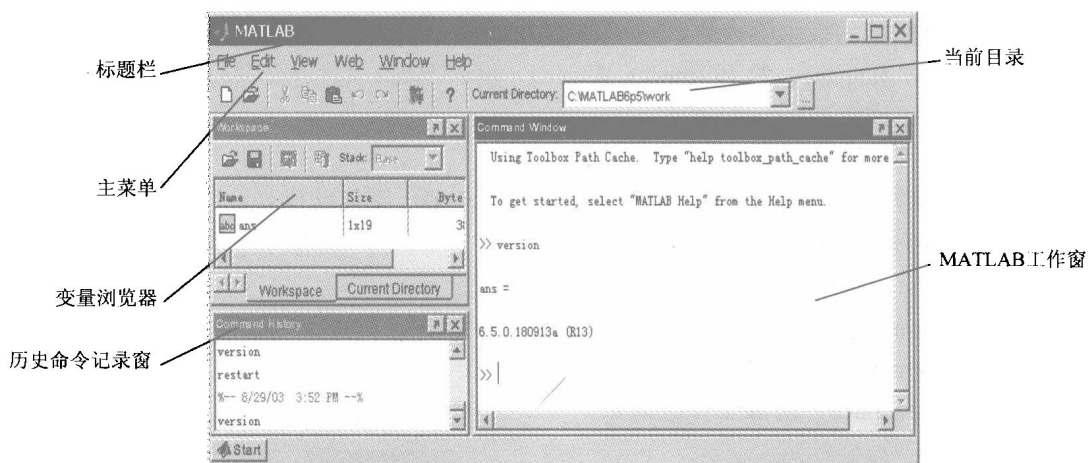 MATLAB
File Edit View Web Window Help
标题栏
当前目录
Current Directory: C:\MATLAB6p5\work
Workspace
Command Window
Stack: Base
Using Toolbox Path Cache. Type "help toolbox_path_cache" for more
主菜单
Name Size Byte
To get started, select "MATLAB Help" from the Help menu.
abc ans 1x19 38
>> version
MATLAB工作窗
变量浏览器
Workspace Current Directory
ans =
Command History
历史命令记录窗
6.5.0.180913a (R13)
version
restart
>>
%-- 8/29/03 3:52 PM --%
version
Start